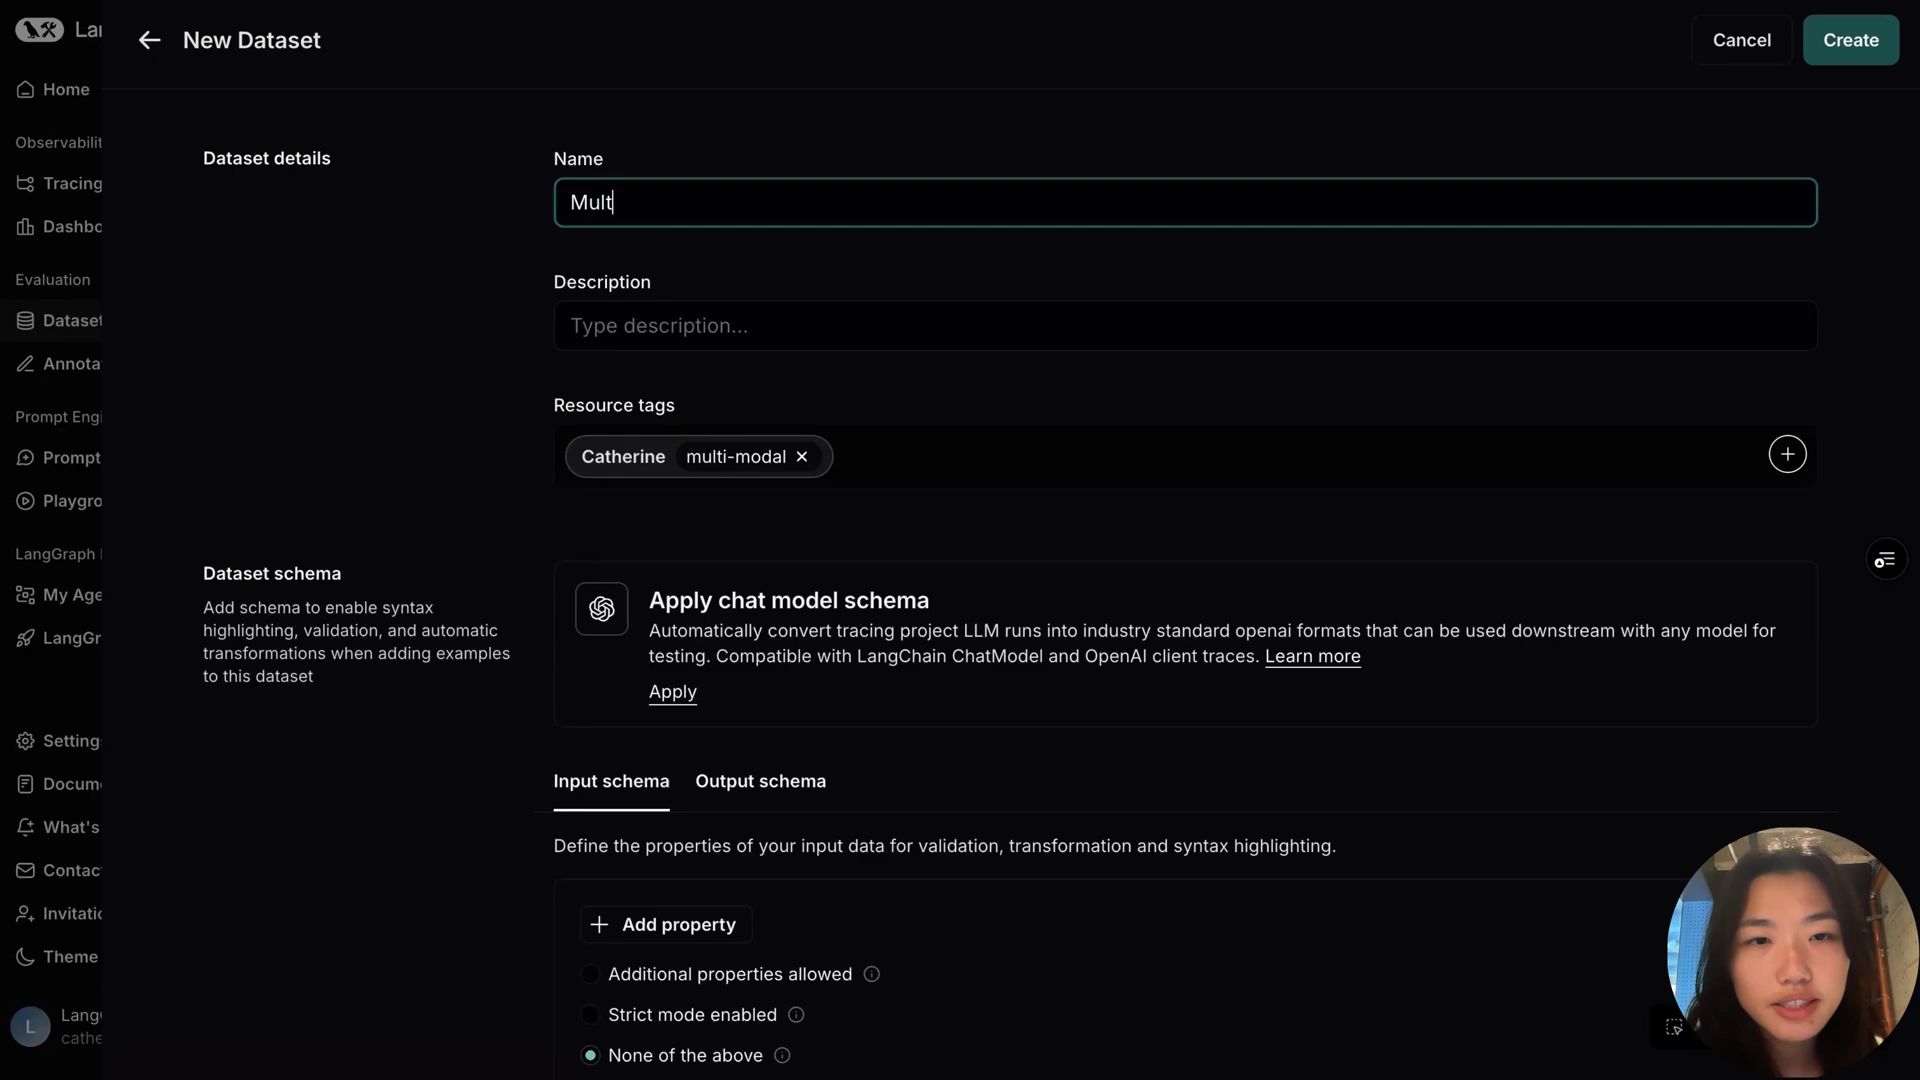 Lan
New Dataset
Cancel
Create
Home
Observabilit
Tracing
Dashbo
Evaluation
Dataset
Annota
Prompt Engi
Prompt
Playgro
LangGraph
My Age
LangGr
Setting
Docume
What's
Contac
Invitatio
Theme
L
Lang
cathe
Dataset details
Name
Mult
Description
Type description...
Resource tags
Catherine multi-modal
Dataset schema
Add schema to enable syntax
highlighting, validation, and automatic
transformations when adding examples
to this dataset
Apply chat model schema
Automatically convert tracing project LLM runs into industry standard openai formats that can be used downstream with any model for
testing. Compatible with LangChain ChatModel and OpenAI client traces. Learn more
Apply
Input schema Output schema
Define the properties of your input data for validation, transformation and syntax highlighting.
Add property
Additional properties allowed
Strict mode enabled
None of the above